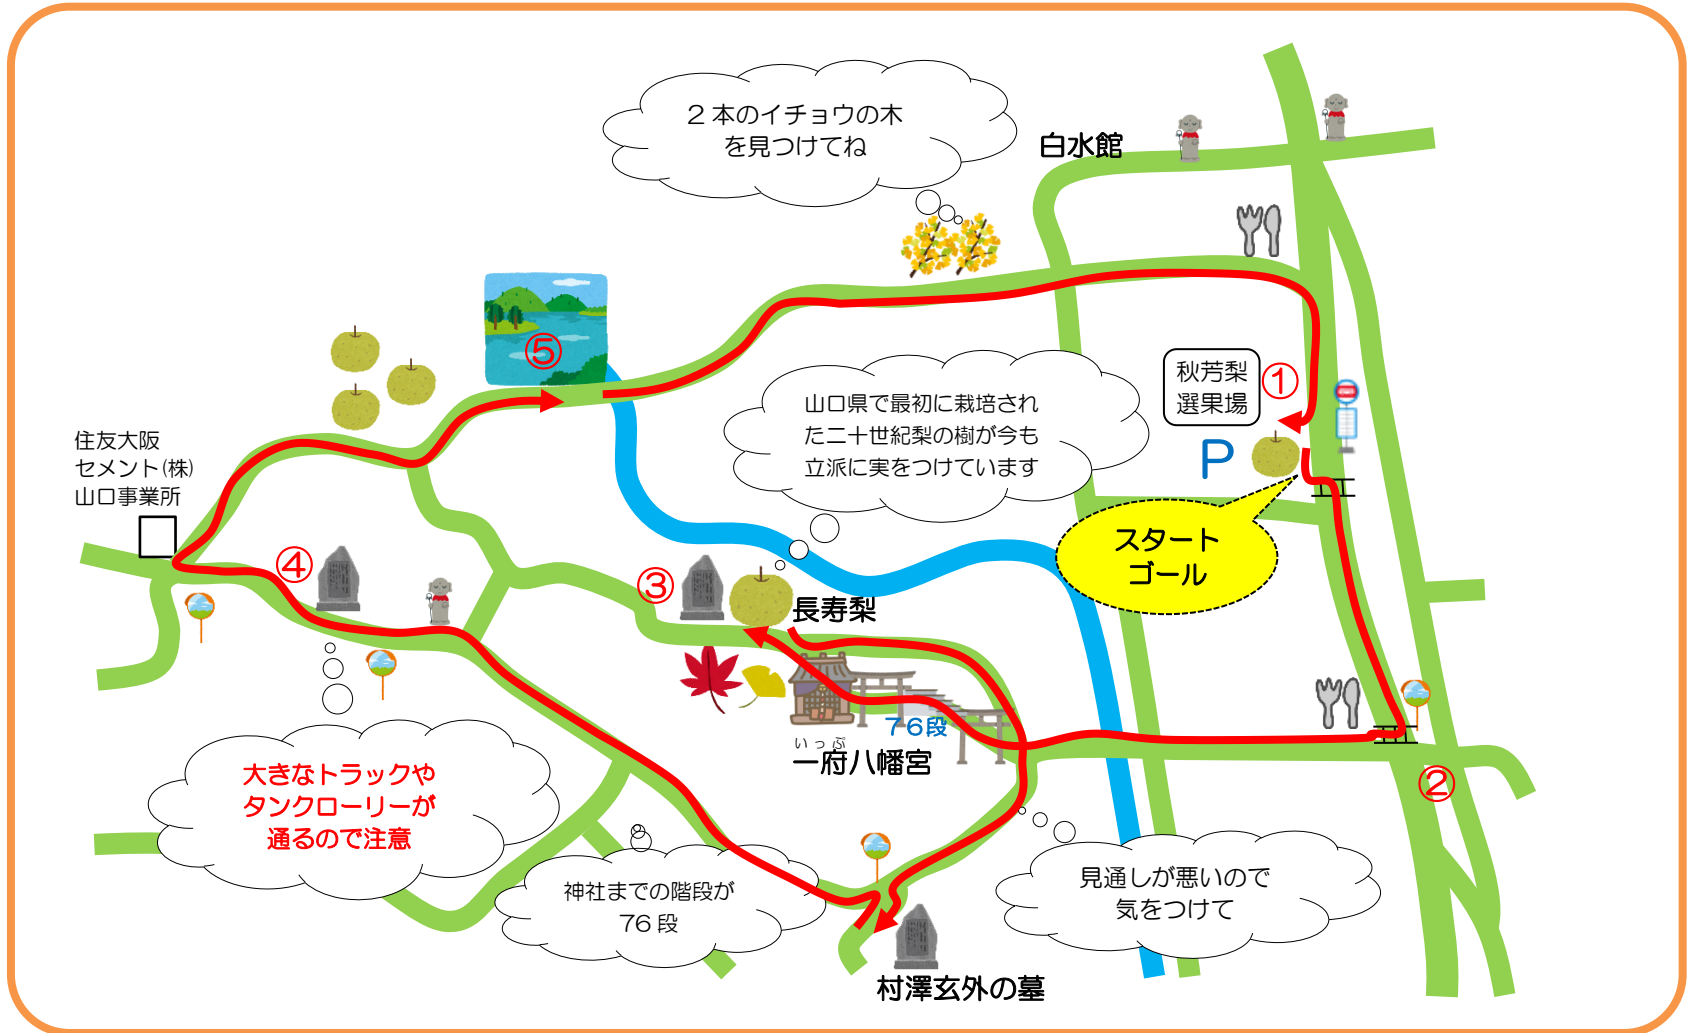 2本のイチョウの木
を見つけてね
白水館
⑤
秋芳梨
選果場
①
P
山口県で最初に栽培され
た二十世紀梨の樹が今も
立派に実をつけています
住友大阪
セメント(株)
山口事業所
スタート
ゴール
④
③
長寿梨
76段
いっぷ
一府八幡宮
②
大きなトラックや
タンクローリーが
通るので注意
神社までの階段が
76段
見通しが悪いので
気をつけて
村澤玄外の墓